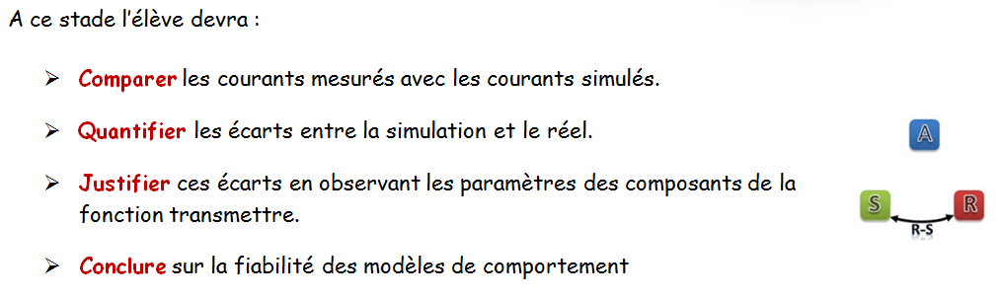 A ce stade l'élève devra :
➢ Comparer les courants mesurés avec les courants simulés.
➢ Quantifier les écarts entre la simulation et le réel.
A
➢ Justifier ces écarts en observant les paramètres des composants de la
fonction transmettre.
S R
R-S
➢ Conclure sur la fiabilité des modèles de comportement